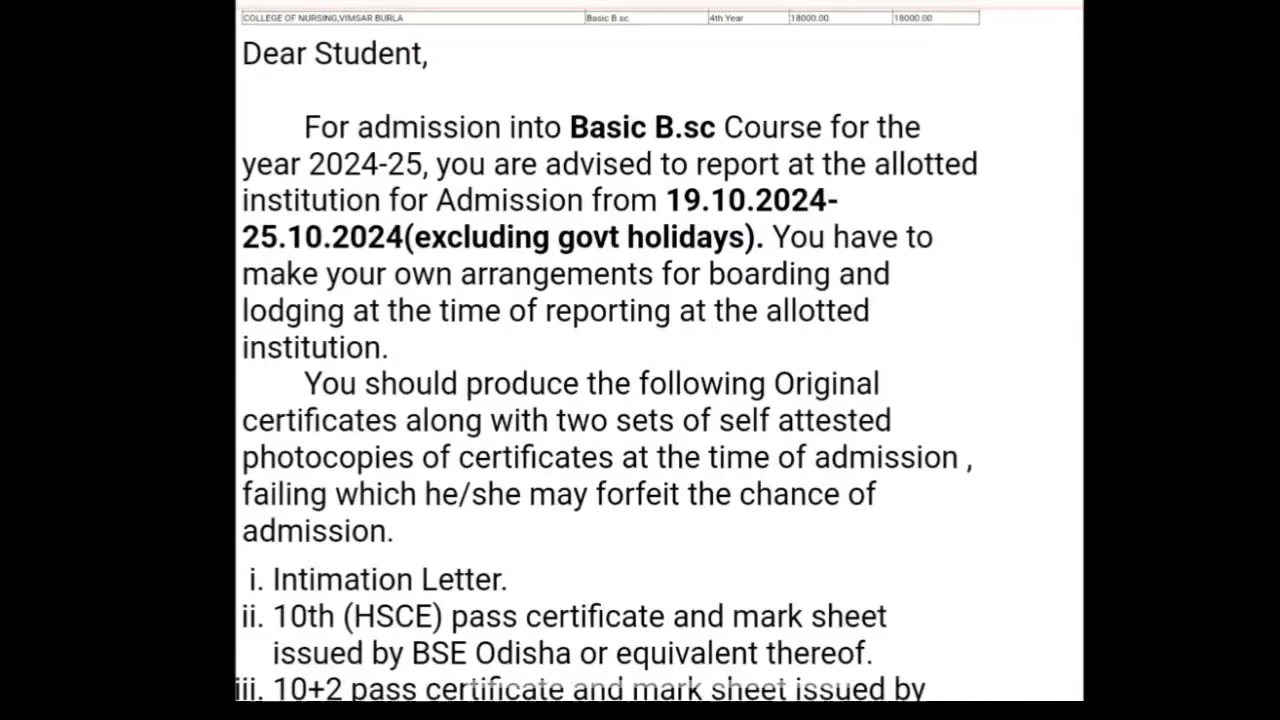 COLLEGE OF NURSING,VIMSAR BURLA Basic B.sc 4th Year 18000.00 18000.00
Dear Student,
For admission into Basic B.sc Course for the
year 2024-25, you are advised to report at the allotted
institution for Admission from 19.10.2024-
25.10.2024(excluding govt holidays). You have to
make your own arrangements for boarding and
lodging at the time of reporting at the allotted
institution.
You should produce the following Original
certificates along with two sets of self attested
photocopies of certificates at the time of admission ,
failing which he/she may forfeit the chance of
admission.
i. Intimation Letter.
ii. 10th (HSCE) pass certificate and mark sheet
issued by BSE Odisha or equivalent thereof.
iii. 10+2 pass certificate and mark sheet issued by